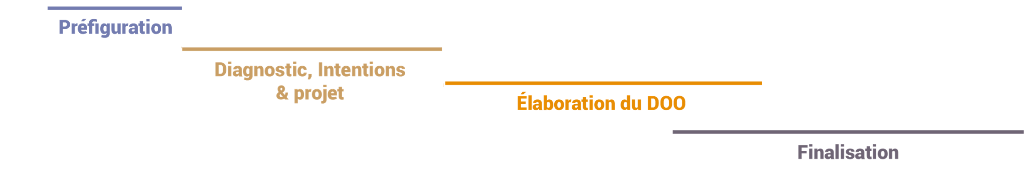 Préfiguration
Diagnostic, Intentions
& projet
Élaboration du DOO
Finalisation